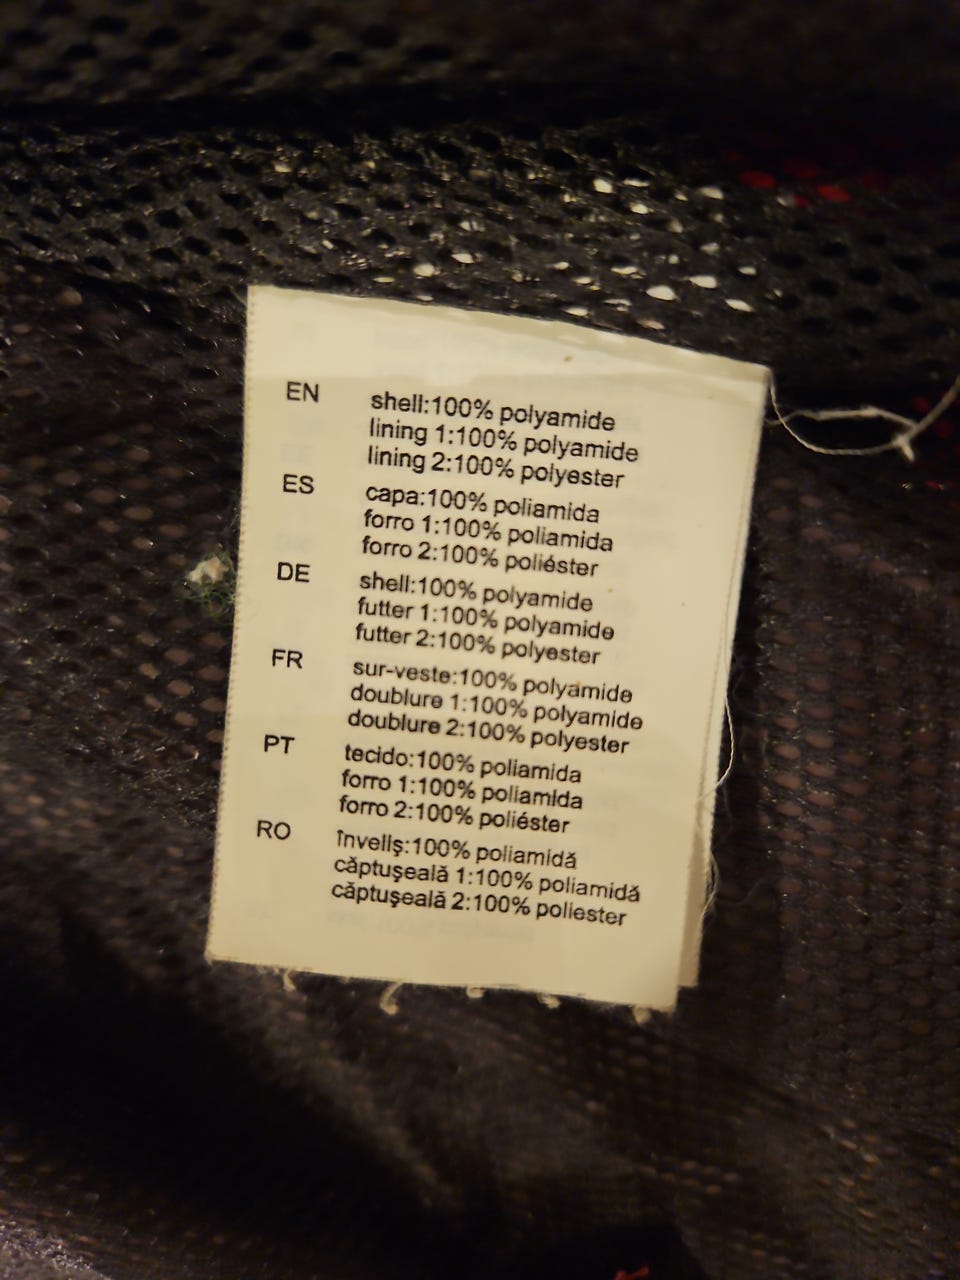 EN shell:100% polyamide
lining 1:100% polyamide
lining 2:100% polyester
ES capa:100% poliamida
forro 1:100% poliamida
forro 2:100% poliéster
DE shell:100% polyamide
futter 1:100% polyamide
futter 2:100% polyester
FR sur-veste:100% polyamide
doublure 1:100% polyamide
doublure 2:100% polyester
PT tecido:100% poliamida
forro 1:100% poliamida
forro 2:100% poliéster
RO înveliş:100% poliamidă
căptuşeală 1:100% poliamidă
căptuşeală 2:100% poliester